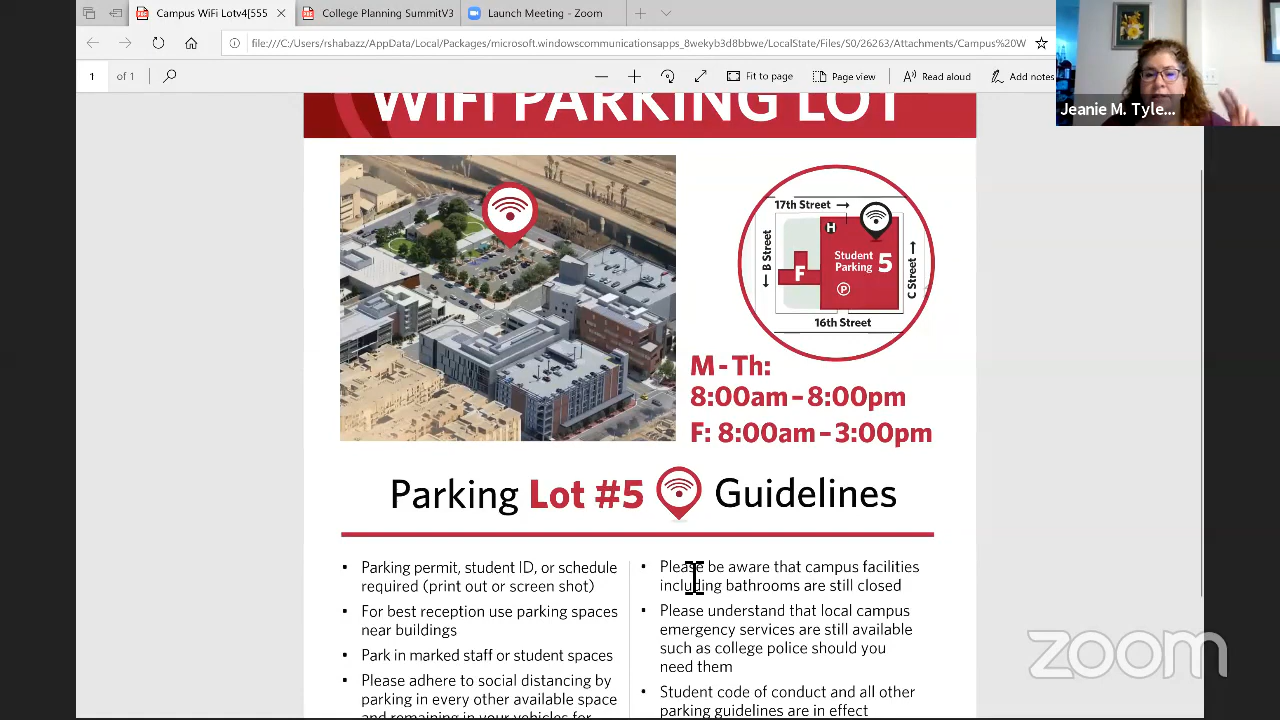 Campus WiFi Lotv4[555
College Planning SummitV3
Launch Meeting - Zoom
file:///C:/Users/rshabazz/AppData/Local/Packages/microsoft.windowscommunicationsapps_8wekyb3d8bbwe/LocalState/Files/S0/26263/Attachments/Campus%20W
1 of 1
Fit to page
Page view
Read aloud
Add notes
Jeanie M. Tyle...
WIFI PARKING LOT
17th Street →
H
← B Street
Student
Parking 5
F
P
C Street →
16th Street
M - Th:
8:00am – 8:00pm
F: 8:00am – 3:00pm
Parking Lot #5 Guidelines
• Parking permit, student ID, or schedule
required (print out or screen shot)
• For best reception use parking spaces
near buildings
• Park in marked staff or student spaces
• Please adhere to social distancing by
parking in every other available space
and remaining in your vehicles for
• Please be aware that campus facilities
including bathrooms are still closed
• Please understand that local campus
emergency services are still available
such as college police should you
need them
• Student code of conduct and all other
parking guidelines are in effect
zoom